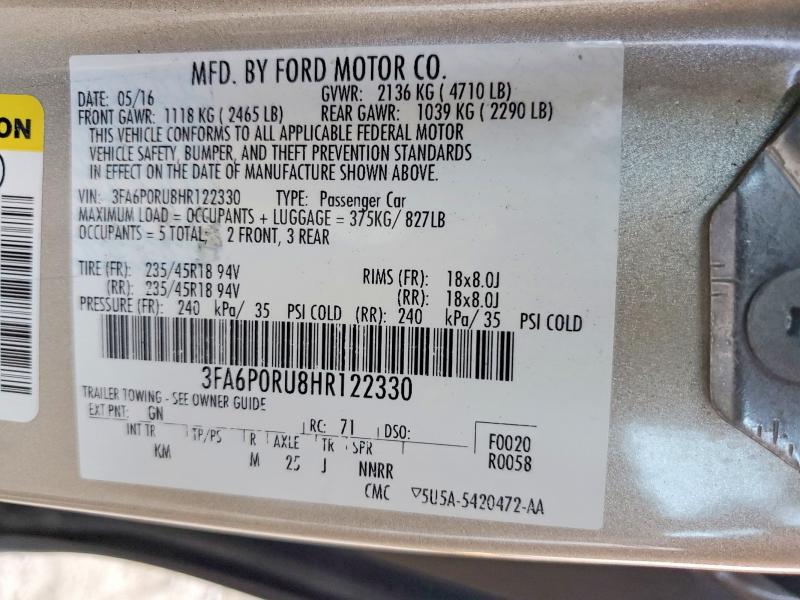 ON
MFD. BY FORD MOTOR CO.
DATE: 05/16 GVWR: 2136 KG ( 4710 LB)
FRONT GAWR: 1118 KG ( 2465 LB) REAR GAWR: 1039 KG ( 2290 LB)
THIS VEHICLE CONFORMS TO ALL APPLICABLE FEDERAL MOTOR
VEHICLE SAFETY, BUMPER, AND THEFT PREVENTION STANDARDS
IN EFFECT ON THE DATE OF MANUFACTURE SHOWN ABOVE.
VIN: 3FA6P0RU8HR122330 TYPE: Passenger Car
MAXIMUM LOAD = OCCUPANTS + LUGGAGE = 375KG/ 827LB
OCCUPANTS = 5 TOTAL; 2 FRONT, 3 REAR
TIRE (FR): 235/45R18 94V RIMS (FR): 18x8.0J
(RR): 235/45R18 94V (RR): 18x8.0J
PRESSURE (FR): 240 kPa/ 35 PSI COLD (RR): 240 kPa/ 35 PSI COLD
3FA6P0RU8HR122330
TRAILER TOWING - SEE OWNER GUIDE
EXT PNT: GN RC: 71 DSO:
INT TR TP/PS R AXLE TR SPR F0020
KM M 25 J NNRR R0058
CMC ▽5U5A-5420472-AA